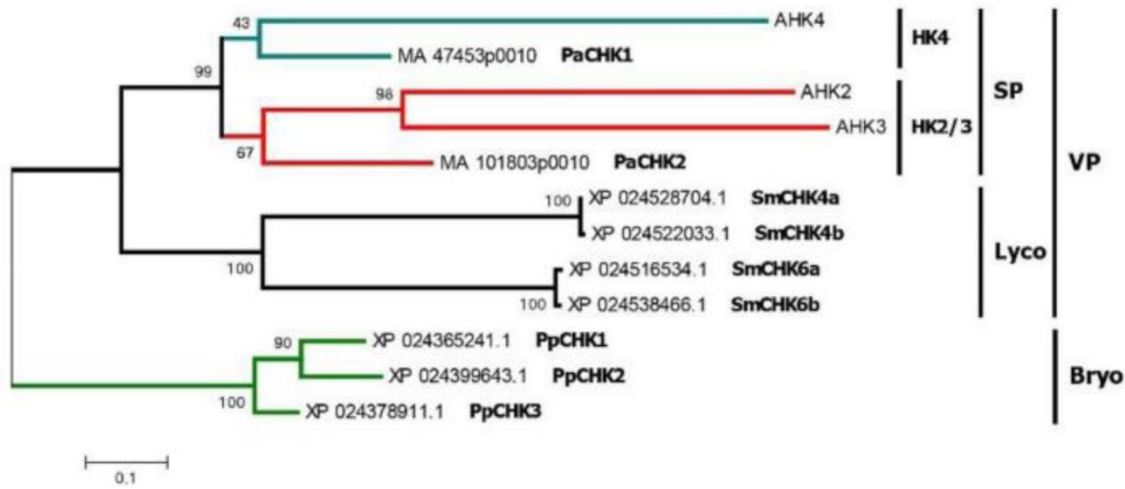 43
AHK4
MA 47453p0010 PaCHK1
HK4
99
98
AHK2
SP
AHK3
HK2/3
67
MA 101803p0010 PaCHK2
VP
100
XP 024528704.1 SmCHK4a
XP 024522033.1 SmCHK4b
Lyco
100
XP 024516534.1 SmCHK6a
100
XP 024538466.1 SmCHK6b
90
XP 024365241.1 PpCHK1
XP 024399643.1 PpCHK2
Bryo
100
XP 024378911.1 PpCHK3
0.1